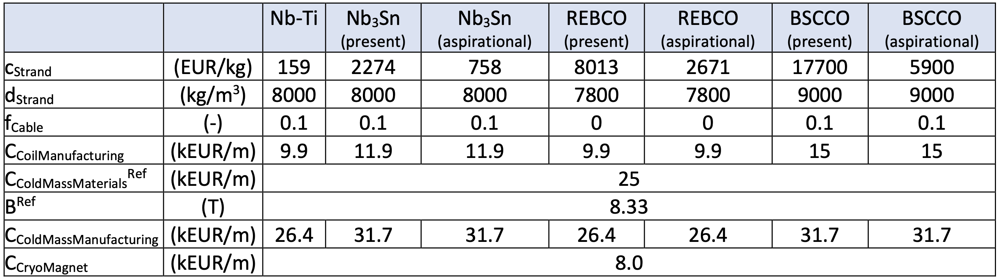 Nb-Ti Nb₃Sn Nb₃Sn REBCO REBCO BSCCO BSCCO
(present) (aspirational) (present) (aspirational) (present) (aspirational)
cStrand (EUR/kg) 159 2274 758 8013 2671 17700 5900
dStrand (kg/m³) 8000 8000 8000 7800 7800 9000 9000
fCable (-) 0.1 0.1 0.1 0 0 0.1 0.1
CCoilManufacturing (kEUR/m) 9.9 11.9 11.9 9.9 9.9 15 15
CColdMassMaterialsRef (kEUR/m) 25
BRef (T) 8.33
CColdMassManufacturing (kEUR/m) 26.4 31.7 31.7 26.4 26.4 31.7 31.7
CCryoMagnet (kEUR/m) 8.0